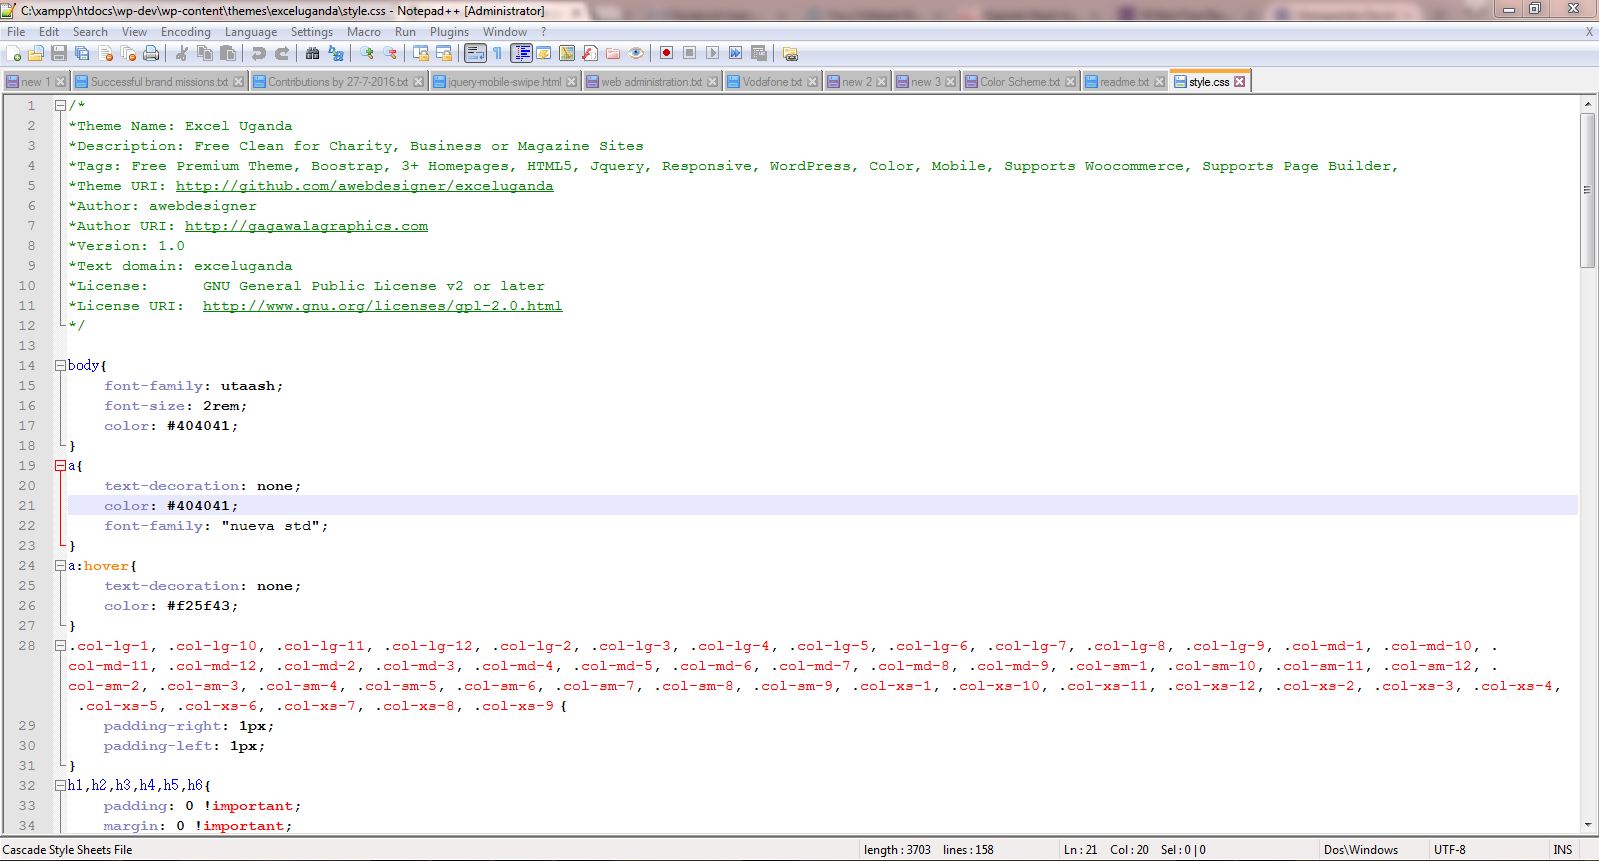 C:\xampp\htdocs\wp-dev\wp-content\themes\exceluganda\style.css - Notepad++ [Administrator]
File Edit Search View Encoding Language Settings Macro Run Plugins Window ? X
new 1 Successful brand missions.txt Contributions by 27-7-2016.txt jquery-mobile-swipe.html web administration.txt Vodafone.txt new 2 new 3 Color Scheme.txt readme.txt style.css
1 /*
2 *Theme Name: Excel Uganda
3 *Description: Free Clean for Charity, Business or Magazine Sites
4 *Tags: Free Premium Theme, Boostrap, 3+ Homepages, HTML5, Jquery, Responsive, WordPress, Color, Mobile, Supports Woocommerce, Supports Page Builder,
5 *Theme URI: http://github.com/awebdesigner/exceluganda
6 *Author: awebdesigner
7 *Author URI: http://gagawalagraphics.com
8 *Version: 1.0
9 *Text domain: exceluganda
10 *License: GNU General Public License v2 or later
11 *License URI: http://www.gnu.org/licenses/gpl-2.0.html
12 */
13
14 body{
15 font-family: utaash;
16 font-size: 2rem;
17 color: #404041;
18 }
19 a{
20 text-decoration: none;
21 color: #404041;
22 font-family: "nueva std";
23 }
24 a:hover{
25 text-decoration: none;
26 color: #f25f43;
27 }
28 .col-lg-1, .col-lg-10, .col-lg-11, .col-lg-12, .col-lg-2, .col-lg-3, .col-lg-4, .col-lg-5, .col-lg-6, .col-lg-7, .col-lg-8, .col-lg-9, .col-md-1, .col-md-10, .
col-md-11, .col-md-12, .col-md-2, .col-md-3, .col-md-4, .col-md-5, .col-md-6, .col-md-7, .col-md-8, .col-md-9, .col-sm-1, .col-sm-10, .col-sm-11, .col-sm-12, .
col-sm-2, .col-sm-3, .col-sm-4, .col-sm-5, .col-sm-6, .col-sm-7, .col-sm-8, .col-sm-9, .col-xs-1, .col-xs-10, .col-xs-11, .col-xs-12, .col-xs-2, .col-xs-3, .col-xs-4,
.col-xs-5, .col-xs-6, .col-xs-7, .col-xs-8, .col-xs-9 {
29 padding-right: 1px;
30 padding-left: 1px;
31 }
32 h1,h2,h3,h4,h5,h6{
33 padding: 0 !important;
34 margin: 0 !important;
Cascade Style Sheets File length : 3703 lines : 158 Ln : 21 Col : 20 Sel : 0 | 0 Dos\Windows UTF-8 INS